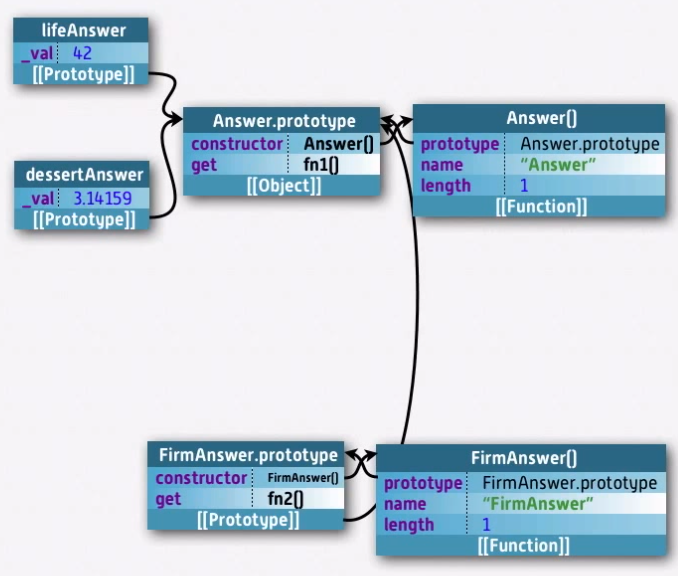 lifeAnswer
_val 42
[[Prototype]]
Answer.prototype
constructor Answer()
get fn1()
[[Object]]
Answer()
prototype Answer.prototype
name “Answer”
length 1
[[Function]]
dessertAnswer
_val 3.14159
[[Prototype]]
FirmAnswer.prototype
constructor FirmAnswer()
get fn2()
[[Prototype]]
FirmAnswer()
prototype FirmAnswer.prototype
name “FirmAnswer”
length 1
[[Function]]